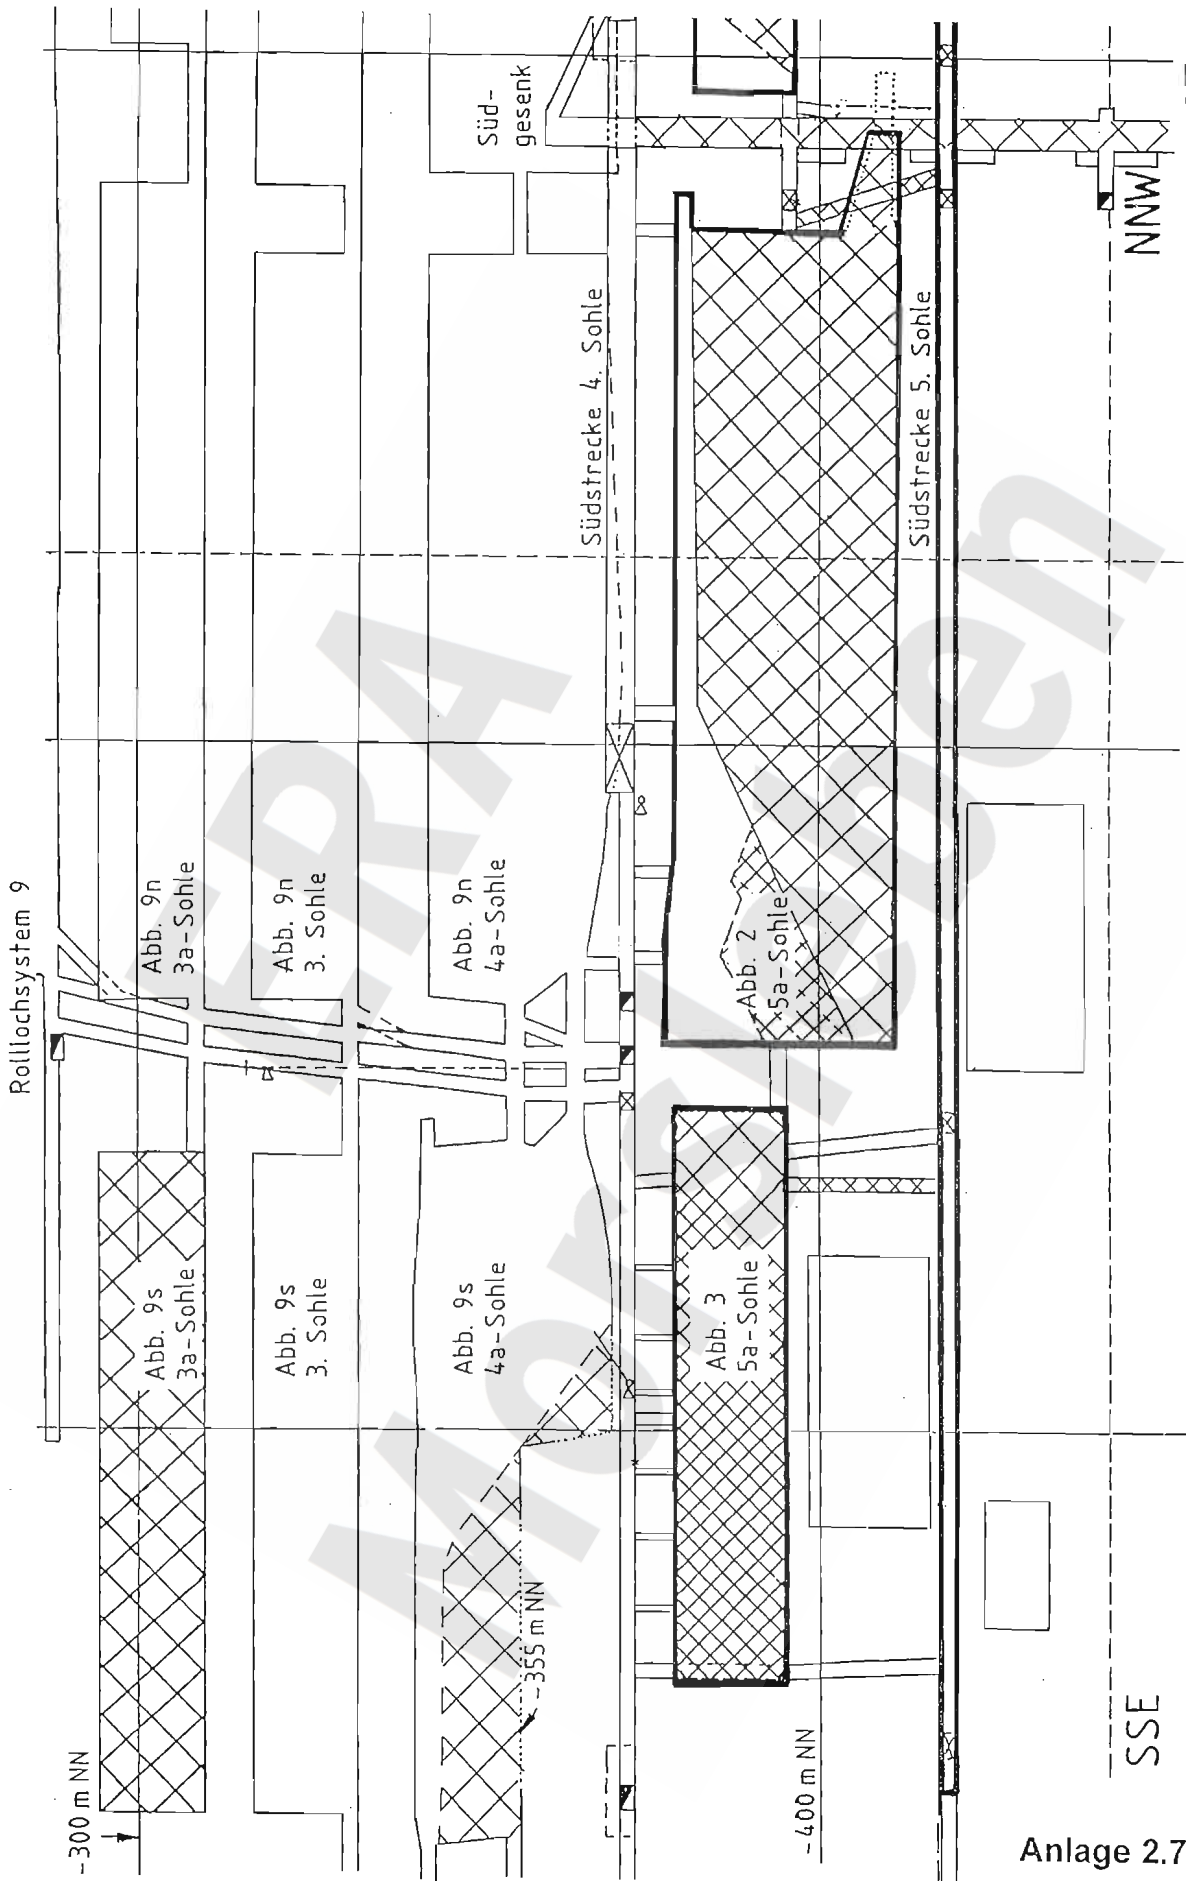 Rolllochsystem 9
-300 m NN
Abb. 9s
3a-Sohle
Abb. 9n
3a-Sohle
Abb. 9s
3. Sohle
Abb. 9n
3. Sohle
Abb. 9s
4a-Sohle
Abb. 9n
4a-Sohle
Süd-
gesenk
-355 m NN
Südstrecke 4. Sohle
Abb. 3
5a-Sohle
Abb. 2
5a-Sohle
-400 m NN
Südstrecke 5. Sohle
SSE
NNW
ERA
Morsleben
Anlage 2.7